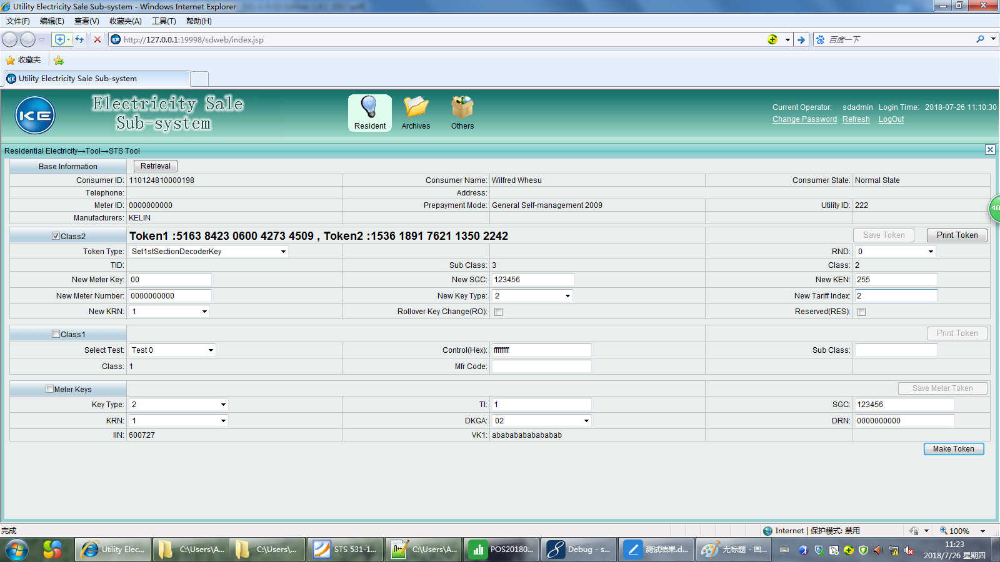 Utility Electricity Sale Sub-system - Windows Internet Explorer
文件(F) 编辑(E) 查看(V) 收藏夹(A) 工具(T) 帮助(H)
http://127.0.0.1:19998/sdweb/index.jsp 百度一下
收藏夹
Utility Electricity Sale Sub-system
KE Electricity Sale Sub-system
Resident Archives Others
Current Operator: sdadmin Login Time: 2018-07-26 11:10:30
Change Password Refresh LogOut
Residential Electricity→Tool→STS Tool
Base Information Retrieval
Consumer ID: 110124810000198 Consumer Name: Wilfred Whesu Consumer State: Normal State
Telephone: Address:
Meter ID: 0000000000 Prepayment Mode: General Self-management 2009 Utility ID: 222
Manufacturers: KELIN
40
Class2 Token1 :5163 8423 0600 4273 4509 , Token2 :1536 1891 7621 1350 2242 Save Token Print Token
Token Type: Set1stSectionDecoderKey RND: 0
TID: Sub Class: 3 Class: 2
New Meter Key: 00 New SGC: 123456 New KEN: 255
New Meter Number: 0000000000 New Key Type: 2 New Tariff Index: 2
New KRN: 1 Rollover Key Change(RO): Reserved(RES):
Class1 Print Token
Select Test: Test 0 Control(Hex): ffffffff Sub Class:
Class: 1 Mfr Code:
Meter Keys Save Meter Token
Key Type: 2 TI: 1 SGC: 123456
KRN: 1 DKGA: 02 DRN: 0000000000
IIN: 600727 VK1: abababababababab
Make Token
完成 Internet | 保护模式: 禁用 100%
Utility Elec... C:\Users\A... C:\Users\... STS 531-1... C:\Users\A... POS20180... Debug - s... 测试结果.d... 无标题 - 画... 11:23
2018/7/26 星期四